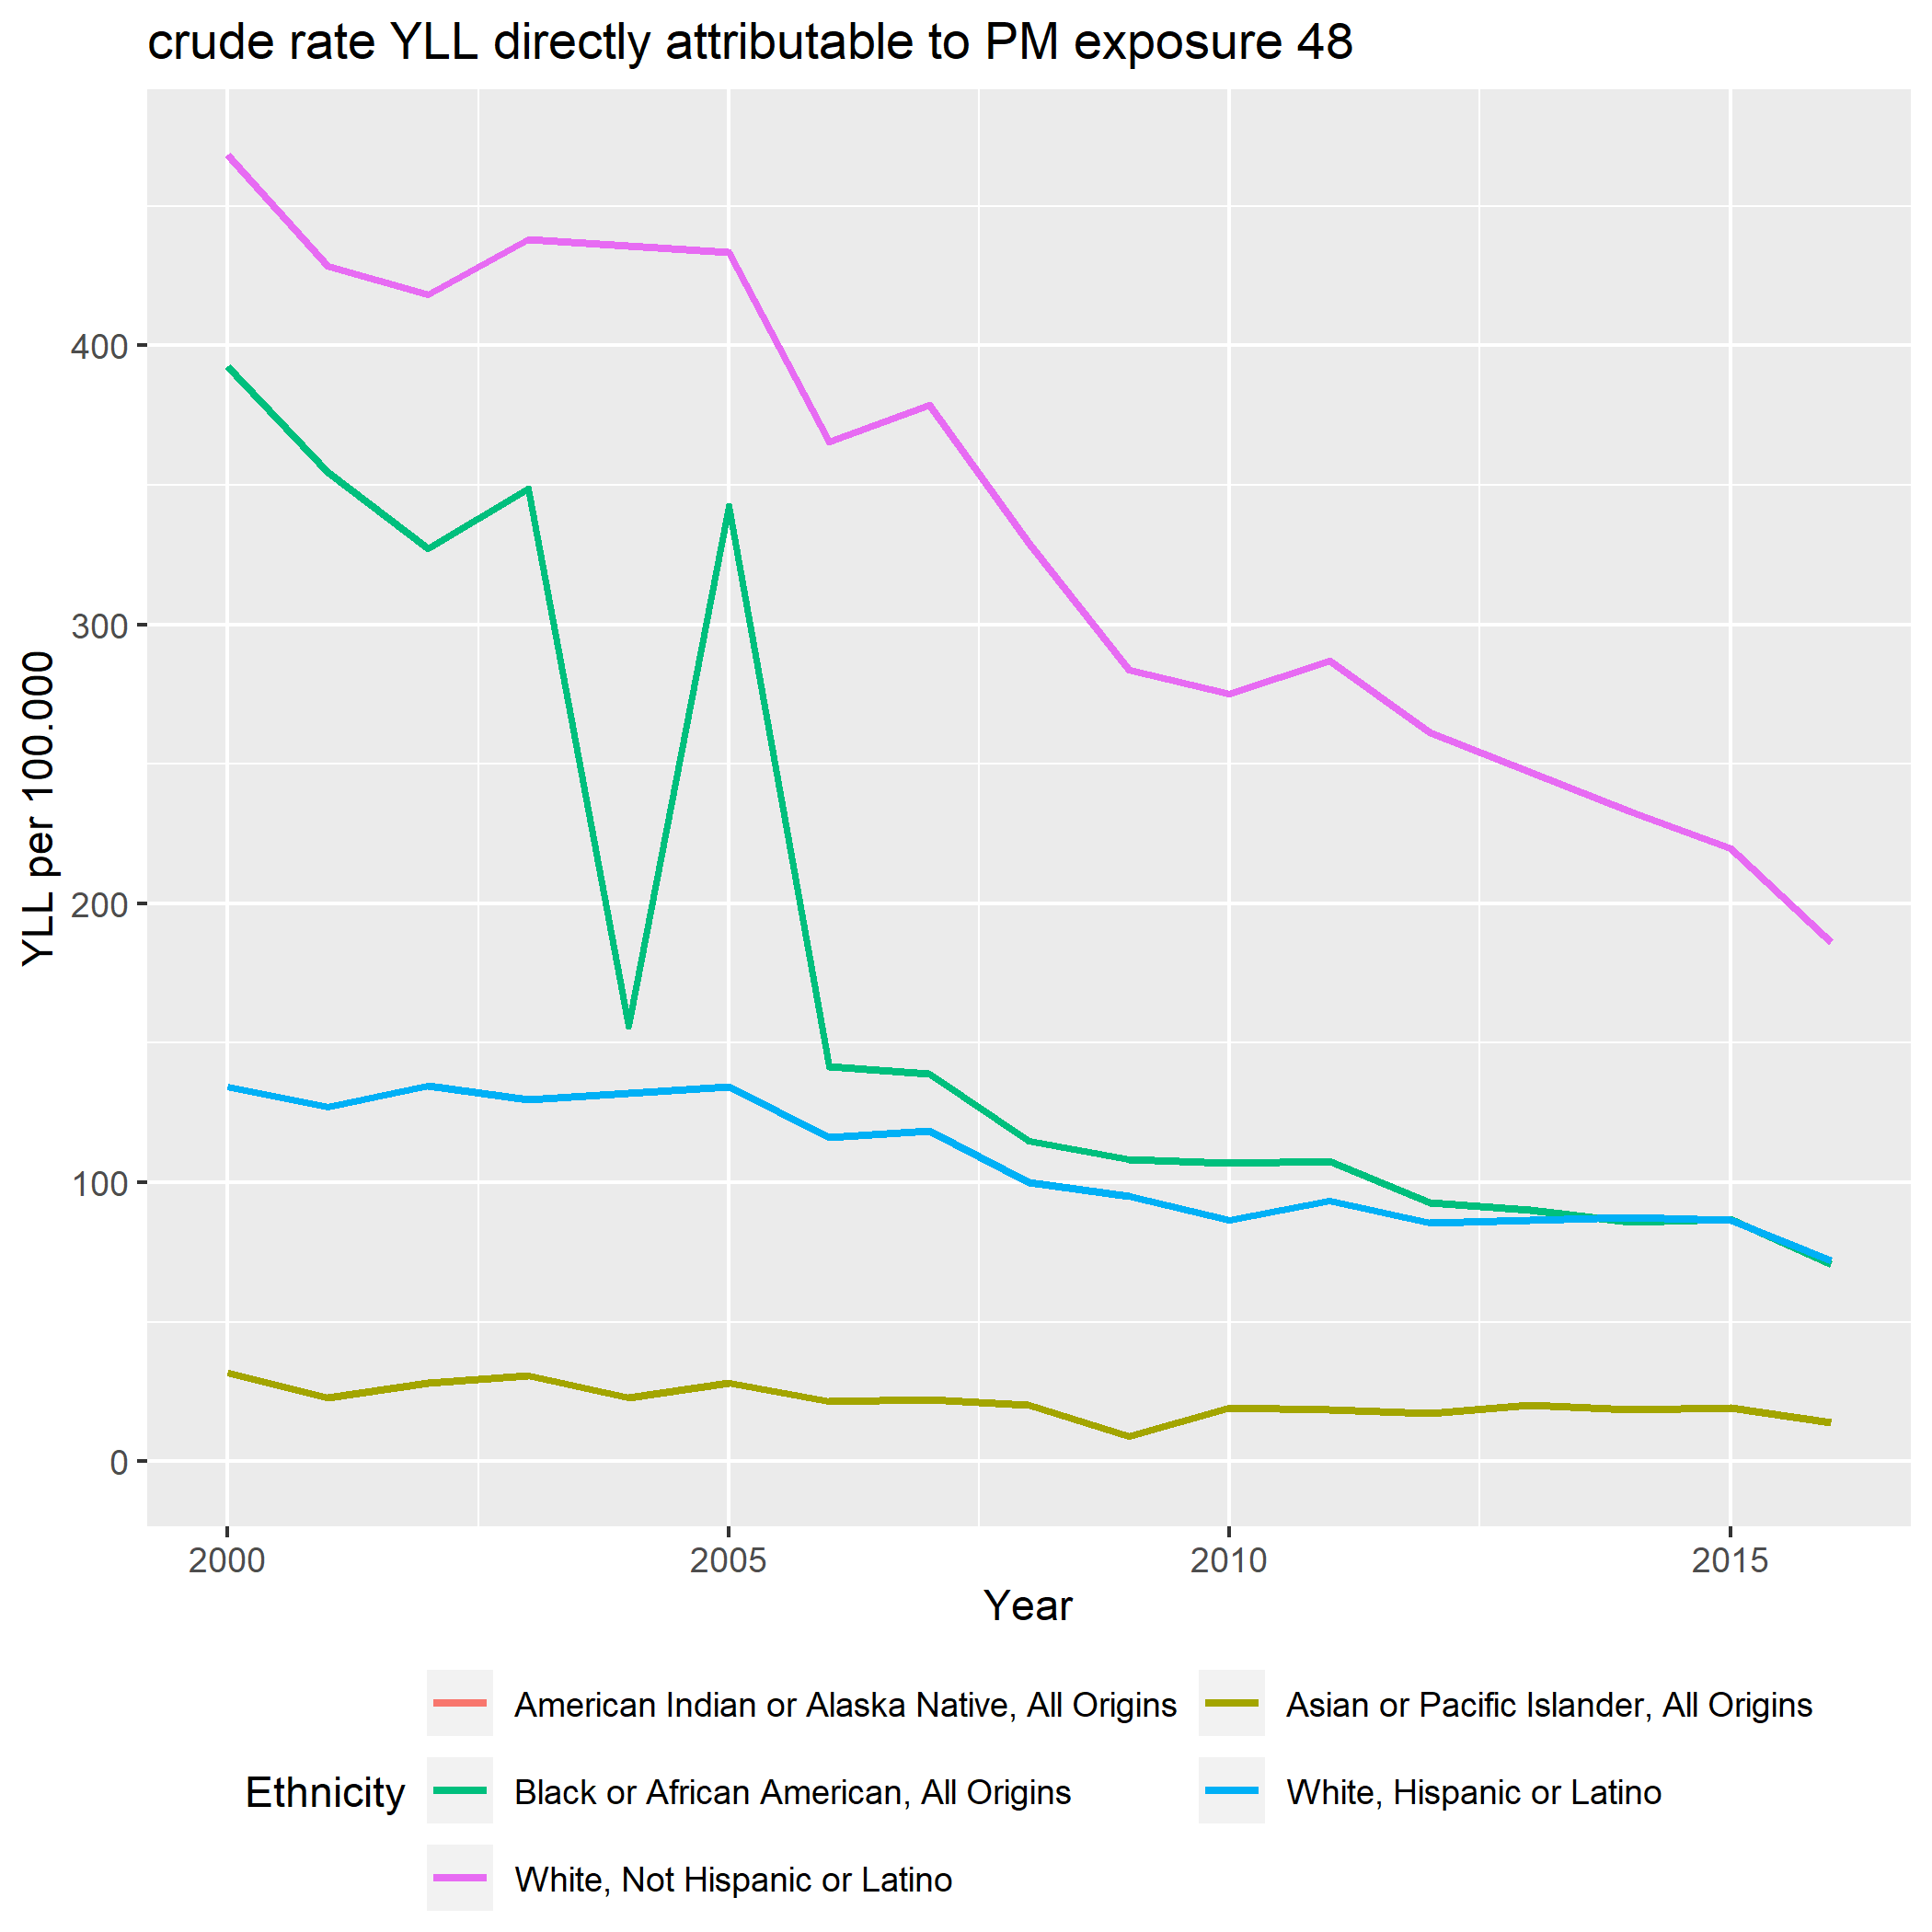 crude rate YLL directly attributable to PM exposure 48
YLL per 100.000
400
300
200
100
0
2000 2005 2010 2015
Year
Ethnicity
American Indian or Alaska Native, All Origins
Asian or Pacific Islander, All Origins
Black or African American, All Origins
White, Hispanic or Latino
White, Not Hispanic or Latino